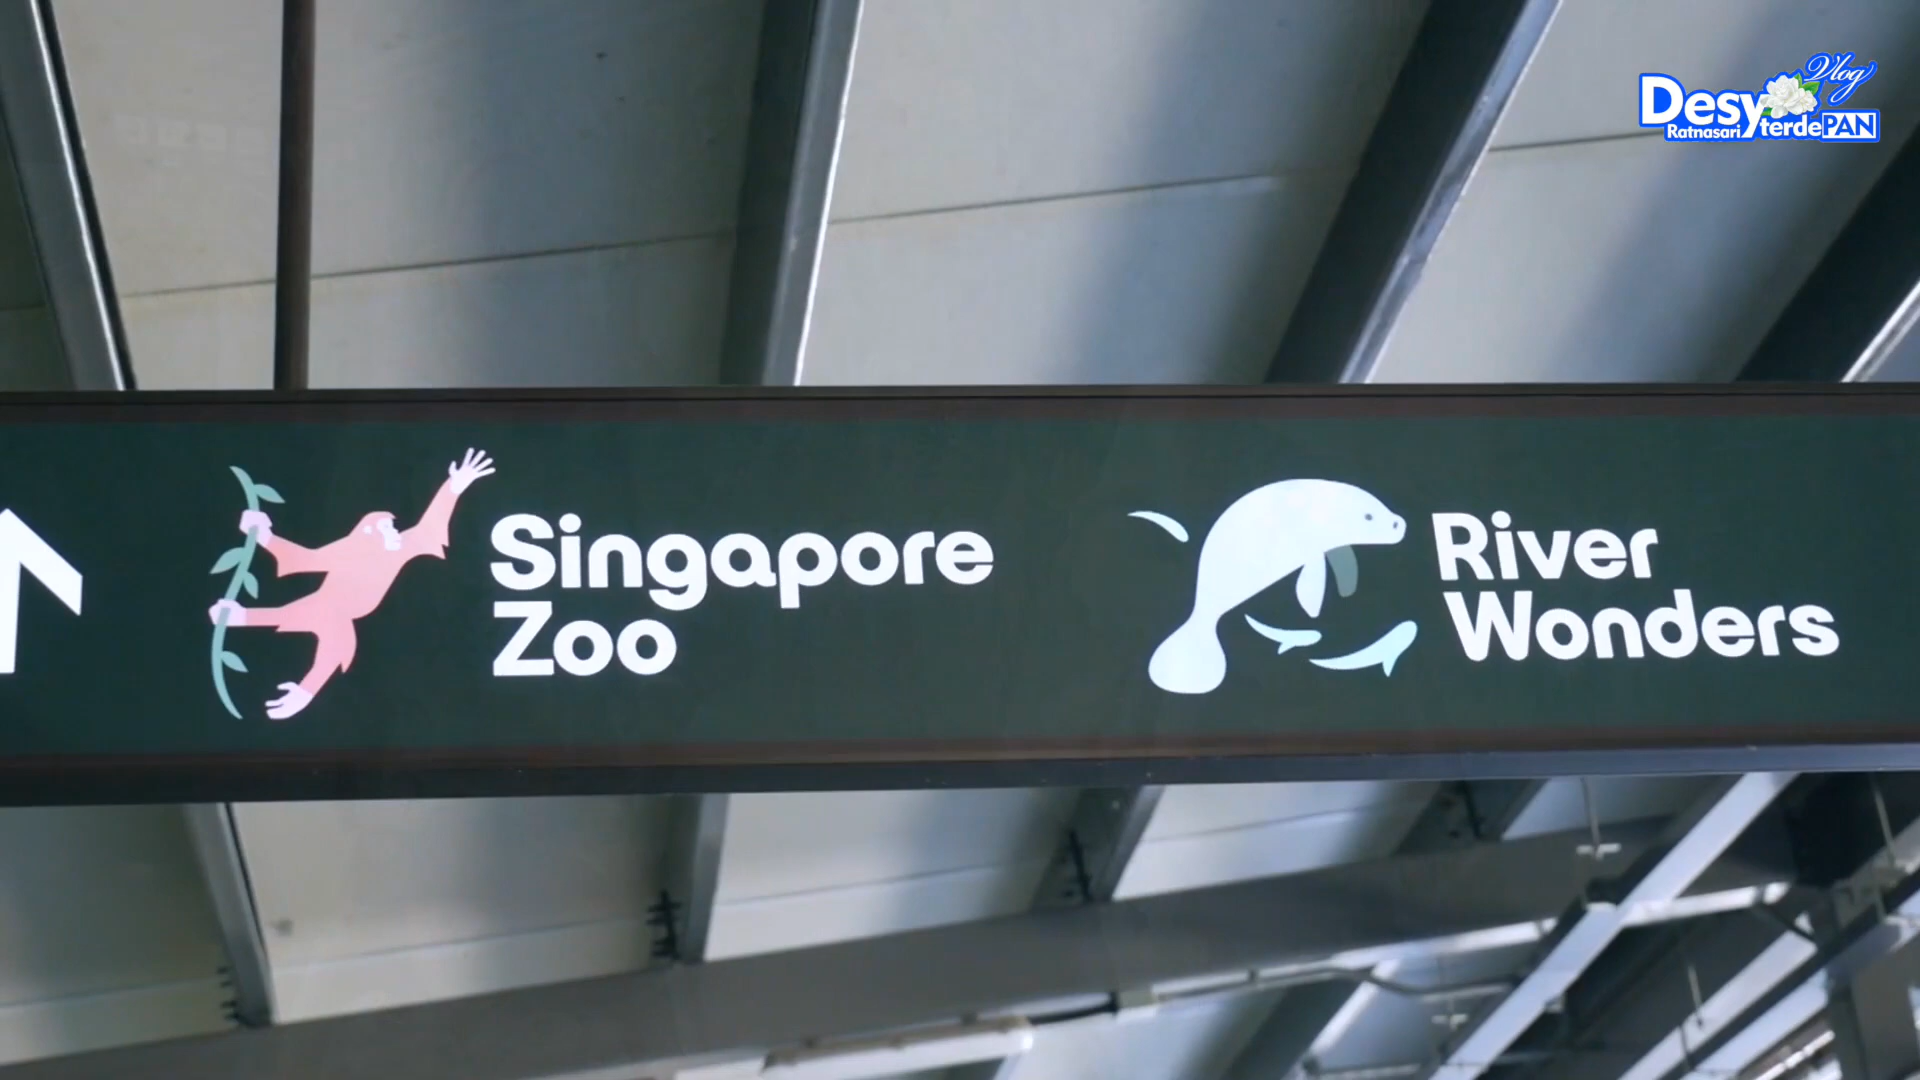 Vlog
Desy
Ratnasari terdePAN
Singapore
Zoo
River
Wonders